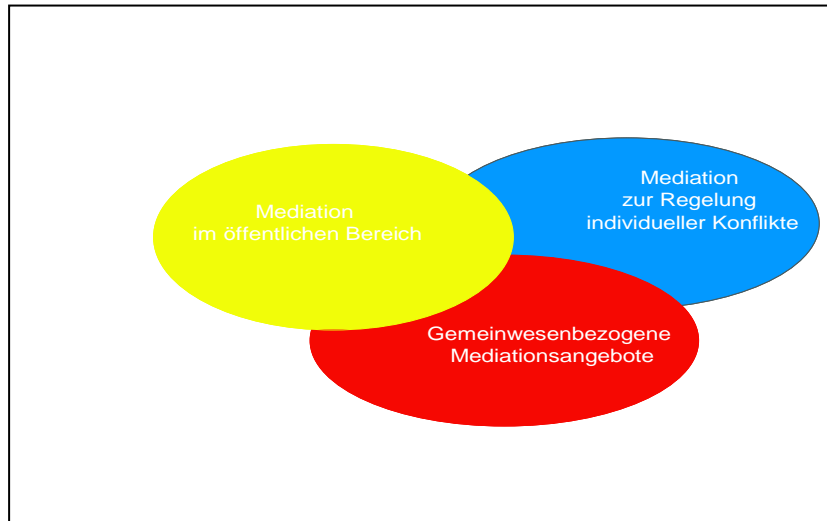 Mediation
im öffentlichen Bereich
Mediation
zur Regelung
individueller Konflikte
Gemeinwesenbezogene
Mediationsangebote